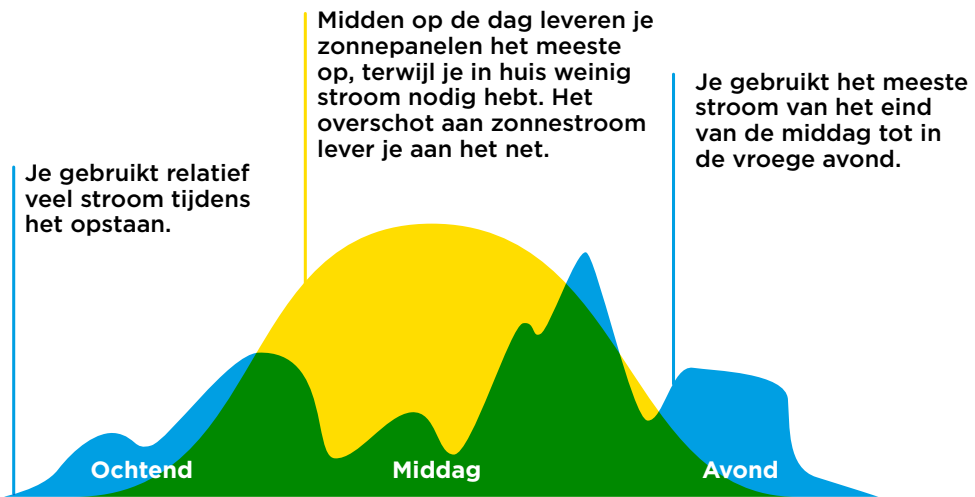 Midden op de dag leveren je
zonnepanelen het meeste
op, terwijl je in huis weinig
stroom nodig hebt. Het
overschot aan zonnestroom
lever je aan het net.
Je gebruikt het meeste
stroom van het eind
van de middag tot in
de vroege avond.
Je gebruikt relatief
veel stroom tijdens
het opstaan.
Ochtend
Middag
Avond